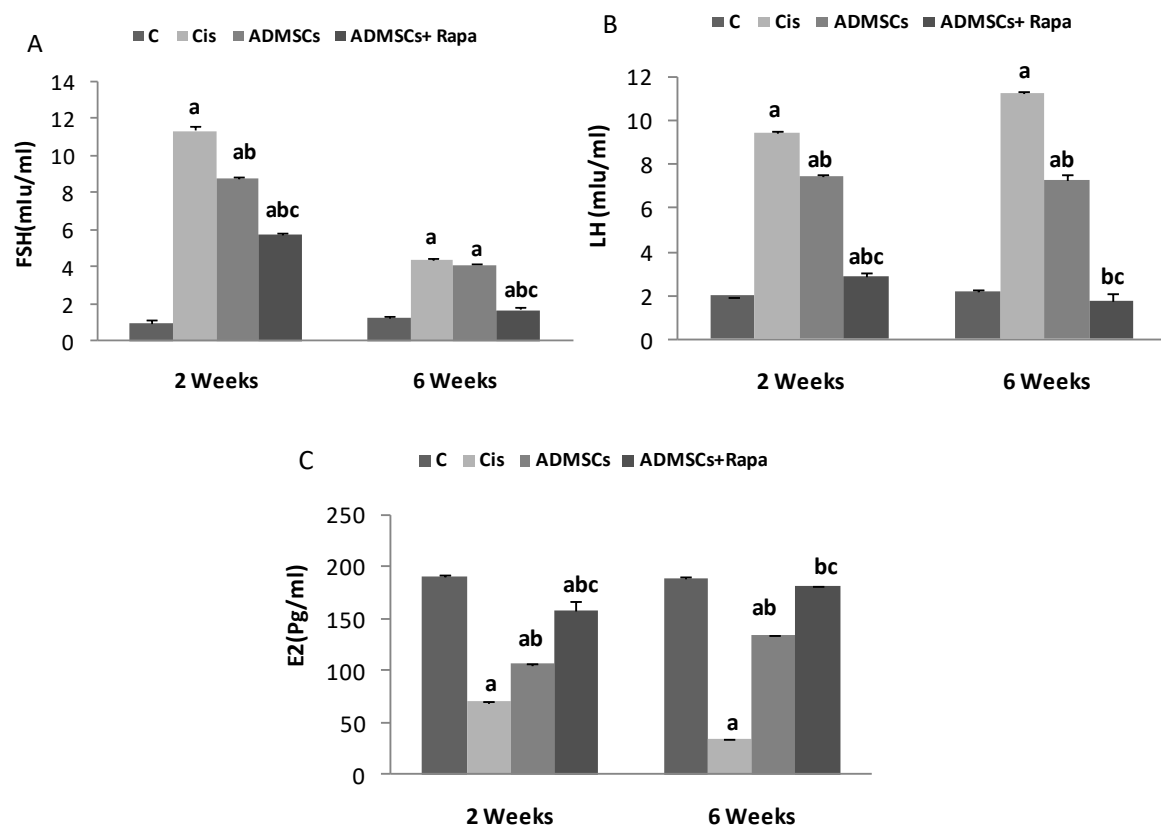 A
C Cis ADMSCs ADMSCs+ Rapa
FSH(mIu/ml)
14
12
10
8
6
4
2
0
a
ab
abc
a
a
abc
2 Weeks
6 Weeks
B
C Cis ADMSCs ADMSCs+ Rapa
LH (mIu/ml)
12
10
8
6
4
2
0
a
ab
abc
a
ab
bc
2 Weeks
6 Weeks
C
C Cis ADMSCs ADMSCs+Rapa
E2(Pg/ml)
250
200
150
100
50
0
a
ab
abc
a
ab
bc
2 Weeks
6 Weeks